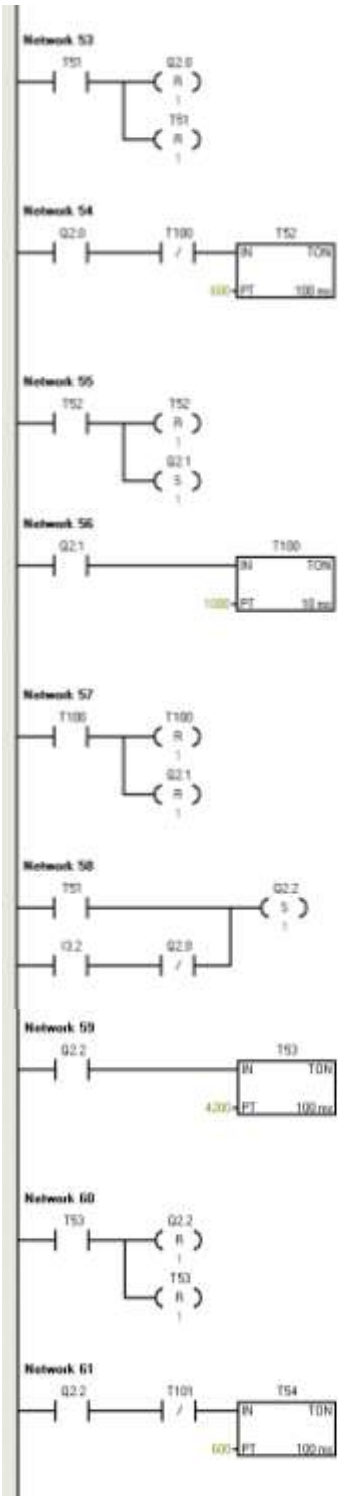 Network 53
T51 Q2.0
R
1
T51
R
1
Network 54
Q2.0 T100 T52
/ IN TON
600 PT 100 ms
Network 55
T52 T52
R
1
Q2.1
S
1
Network 56
Q2.1 T100
IN TON
1000 PT 10 ms
Network 57
T100 T100
R
1
Q2.1
R
1
Network 58
T51 Q2.2
S
1
I3.2 Q2.0
/
Network 59
Q2.2 T53
IN TON
4200 PT 100 ms
Network 60
T53 Q2.2
R
1
T53
R
1
Network 61
Q2.2 T101 T54
/ IN TON
600 PT 100 ms